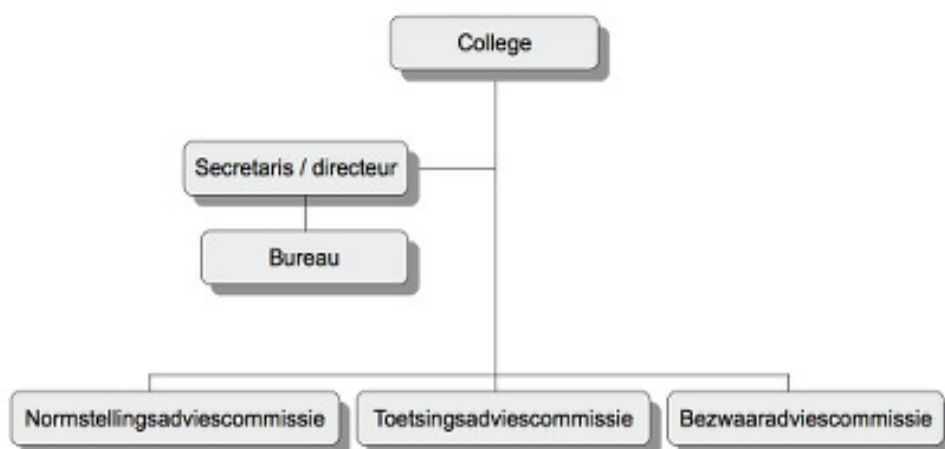 College
Secretaris / directeur
Bureau
Normstellingsadviescommissie
Toetsingsadviescommissie
Bezwaaradviescommissie